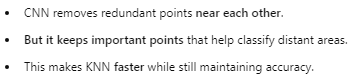 • CNN removes redundant points near each other.
• But it keeps important points that help classify distant areas.
• This makes KNN faster while still maintaining accuracy.